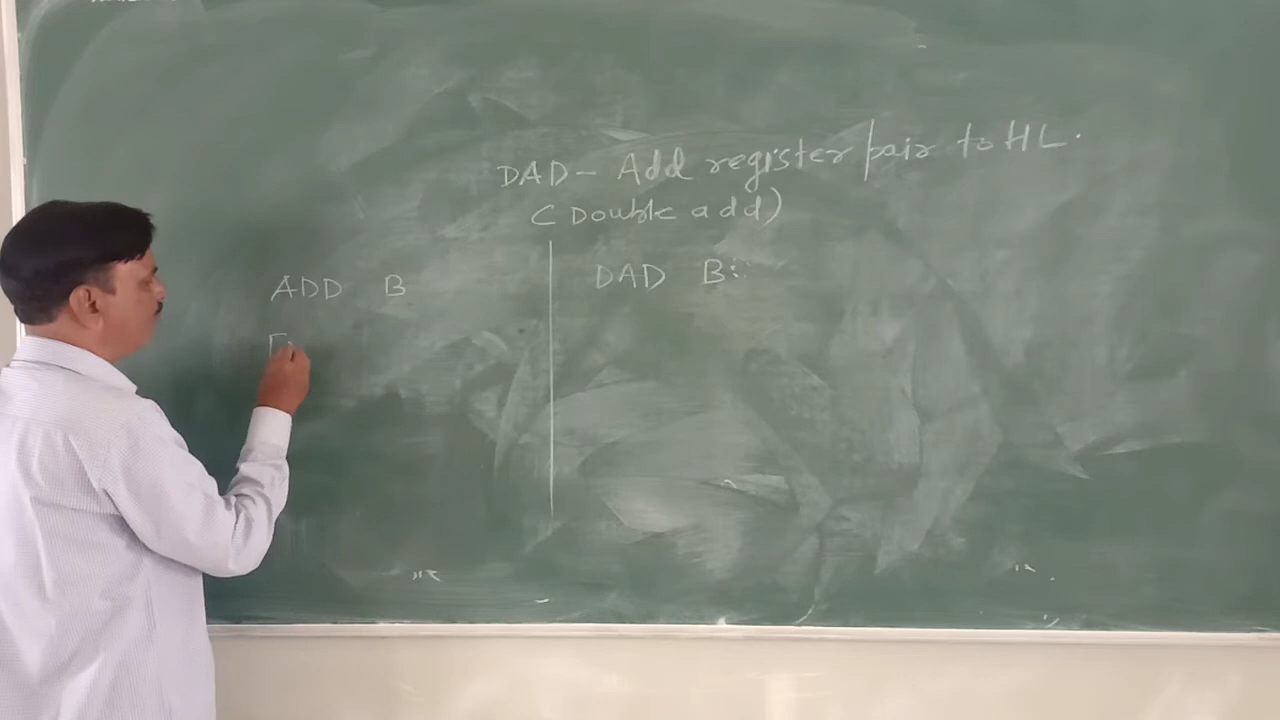 DAD - Add register pair to HL.
(Double add)
ADD B
DAD B